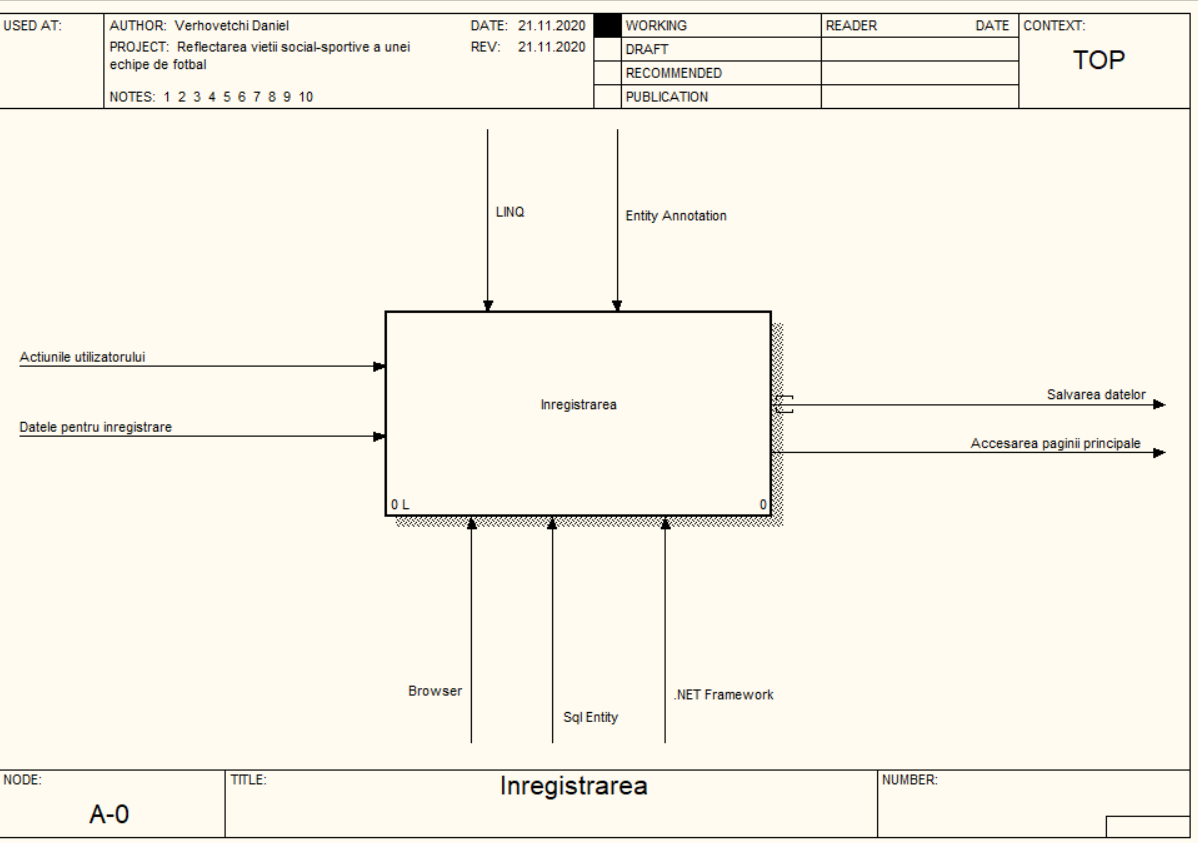 USED AT:
AUTHOR: Verhovetchi Daniel
DATE: 21.11.2020
PROJECT: Reflectarea vietii social-sportive a unei
echipe de fotbal
REV: 21.11.2020
NOTES: 1 2 3 4 5 6 7 8 9 10
WORKING
DRAFT
RECOMMENDED
PUBLICATION
READER DATE
CONTEXT:
TOP
LINQ
Entity Annotation
Actiunile utilizatorului
Datele pentru inregistrare
Inregistrarea
0 L
0
Salvarea datelor
Accesarea paginii principale
Browser
Sql Entity
.NET Framework
NODE:
A-0
TITLE:
Inregistrarea
NUMBER: